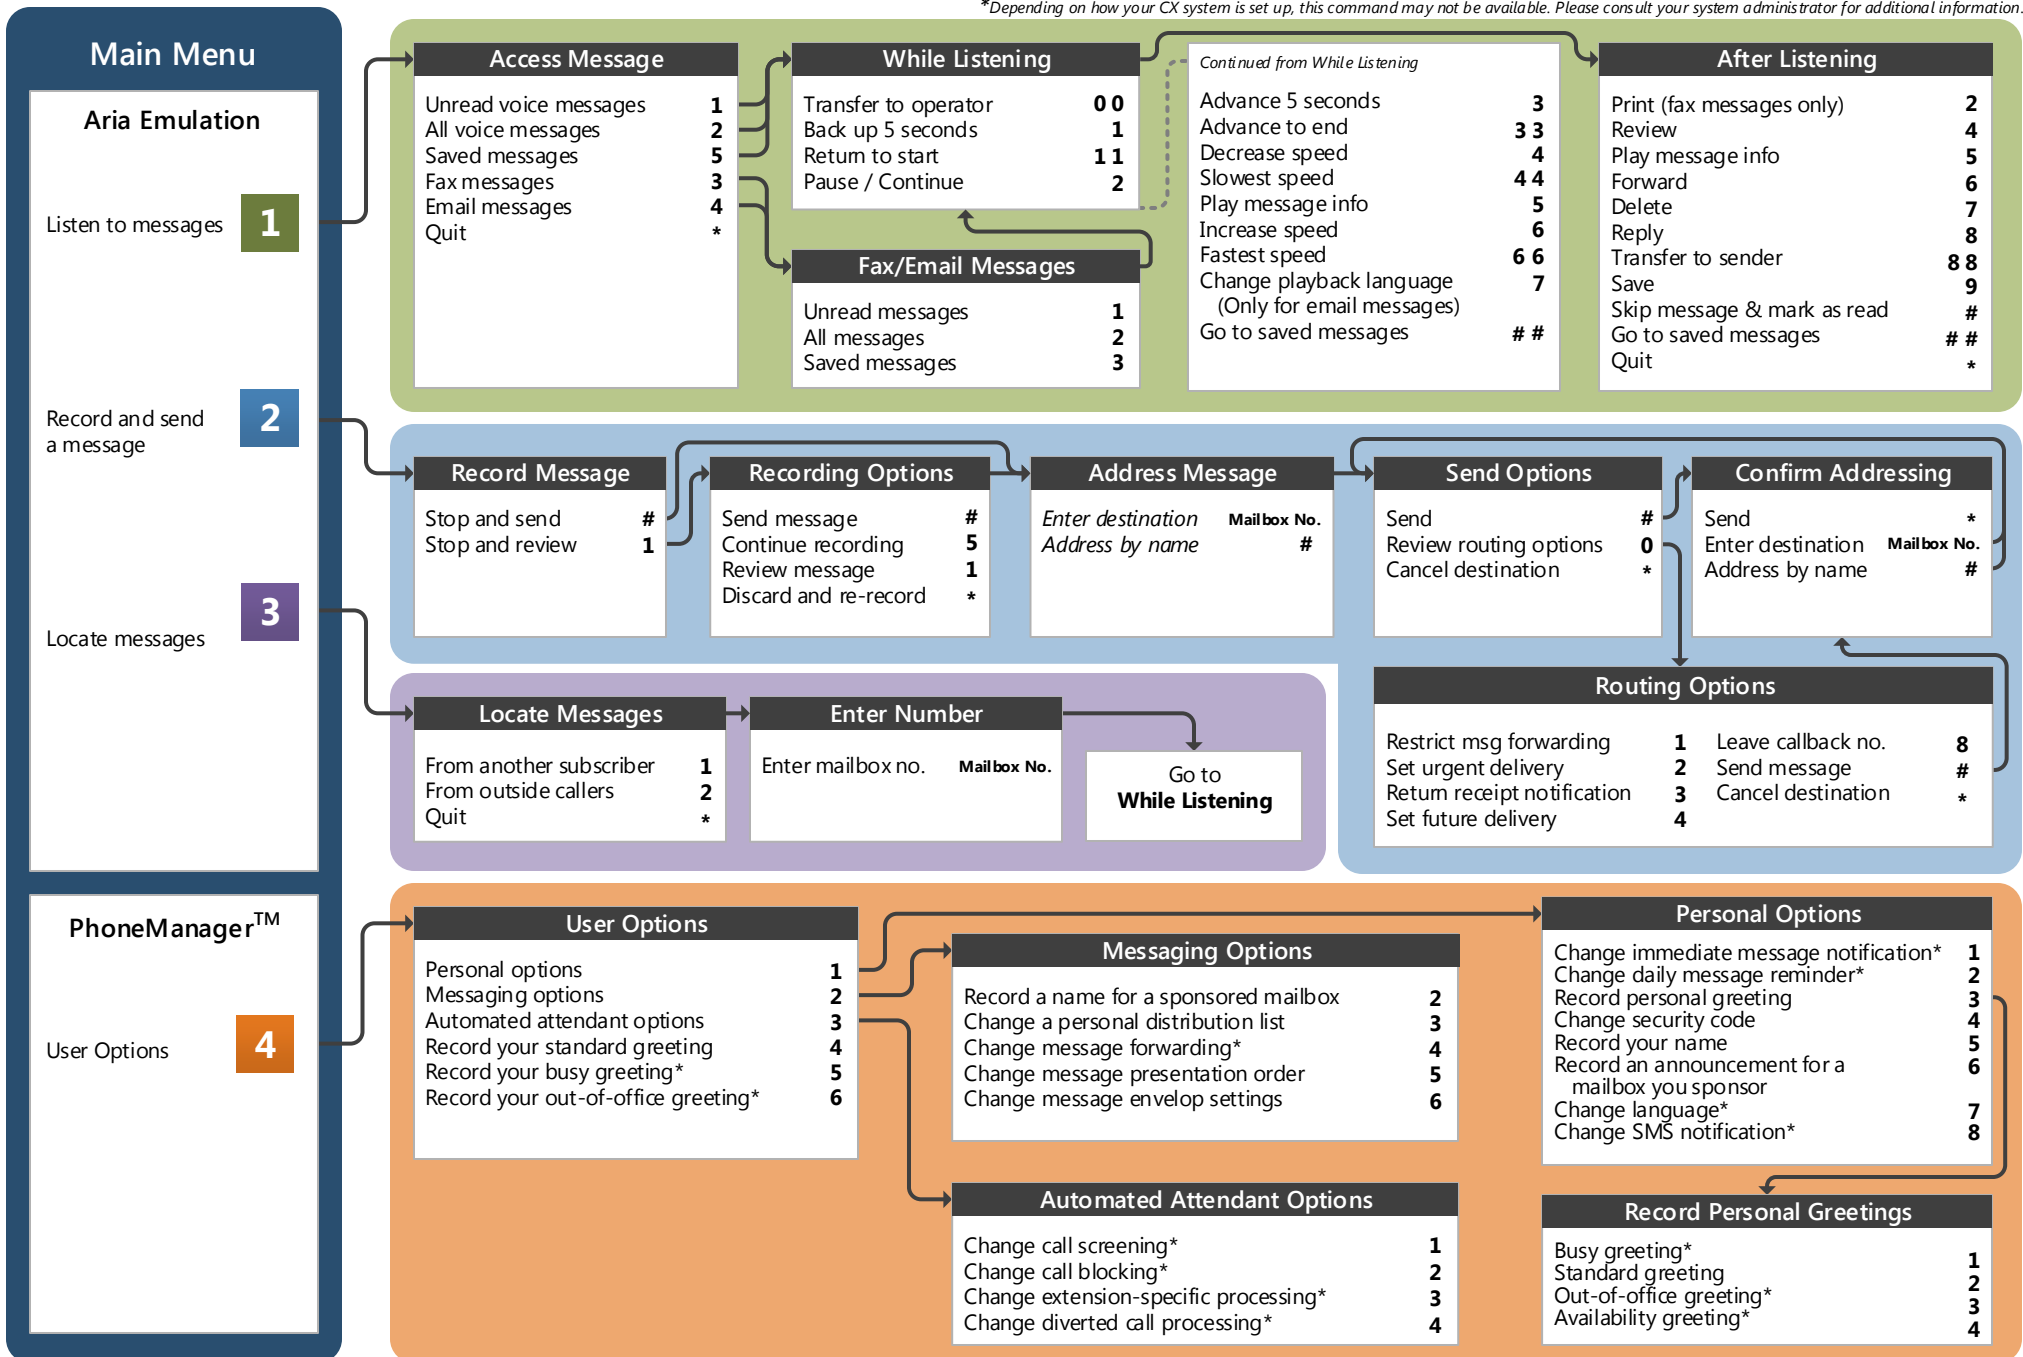 *Depending on how your CX system is set up, this command may not be available. Please consult your system administrator for additional information.
Main Menu
Aria Emulation
Listen to messages 1
Record and send
a message 2
Locate messages 3
PhoneManager™
User Options 4
Access Message
Unread voice messages 1
All voice messages 2
Saved messages 5
Fax messages 3
Email messages 4
Quit *
While Listening
Transfer to operator 0 0
Back up 5 seconds 1
Return to start 1 1
Pause / Continue 2
Fax/Email Messages
Unread messages 1
All messages 2
Saved messages 3
Continued from While Listening
Advance 5 seconds 3
Advance to end 3 3
Decrease speed 4
Slowest speed 4 4
Play message info 5
Increase speed 6
Fastest speed 6 6
Change playback language 7
(Only for email messages)
Go to saved messages # #
After Listening
Print (fax messages only) 2
Review 4
Play message info 5
Forward 6
Delete 7
Reply 8
Transfer to sender 8 8
Save 9
Skip message & mark as read #
Go to saved messages # #
Quit *
Record Message
Stop and send #
Stop and review 1
Recording Options
Send message #
Continue recording 5
Review message 1
Discard and re-record *
Address Message
Enter destination Mailbox No.
Address by name #
Send Options
Send #
Review routing options 0
Cancel destination *
Confirm Addressing
Send *
Enter destination Mailbox No.
Address by name #
Routing Options
Restrict msg forwarding 1
Set urgent delivery 2
Return receipt notification 3
Set future delivery 4
Leave callback no. 8
Send message #
Cancel destination *
Locate Messages
From another subscriber 1
From outside callers 2
Quit *
Enter Number
Enter mailbox no. Mailbox No.
Go to
While Listening
User Options
Personal options 1
Messaging options 2
Automated attendant options 3
Record your standard greeting 4
Record your busy greeting* 5
Record your out-of-office greeting* 6
Messaging Options
Record a name for a sponsored mailbox 2
Change a personal distribution list 3
Change message forwarding* 4
Change message presentation order 5
Change message envelop settings 6
Automated Attendant Options
Change call screening* 1
Change call blocking* 2
Change extension-specific processing* 3
Change diverted call processing* 4
Personal Options
Change immediate message notification* 1
Change daily message reminder* 2
Record personal greeting 3
Change security code 4
Record your name 5
Record an announcement for a 6
mailbox you sponsor
Change language* 7
Change SMS notification* 8
Record Personal Greetings
Busy greeting* 1
Standard greeting 2
Out-of-office greeting* 3
Availability greeting* 4